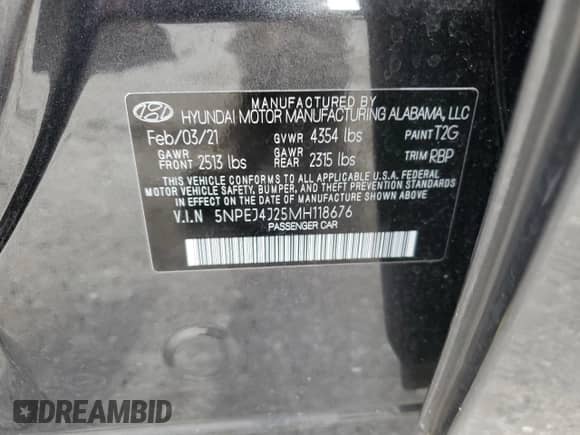 MANUFACTURED BY
HYUNDAI MOTOR MANUFACTURING ALABAMA, LLC
Feb/03/21 GVWR 4354 lbs PAINT T2G
GAWR FRONT 2513 lbs GAWR REAR 2315 lbs TRIM RBP
THIS VEHICLE CONFORMS TO ALL APPLICABLE U.S.A. FEDERAL
MOTOR VEHICLE SAFETY, BUMPER, AND THEFT PREVENTION STANDARDS
IN EFFECT ON THE DATE OF MANUFACTURE SHOWN ABOVE
V.I.N 5NPEJ4J25MH118676
PASSENGER CAR
DREAMBID